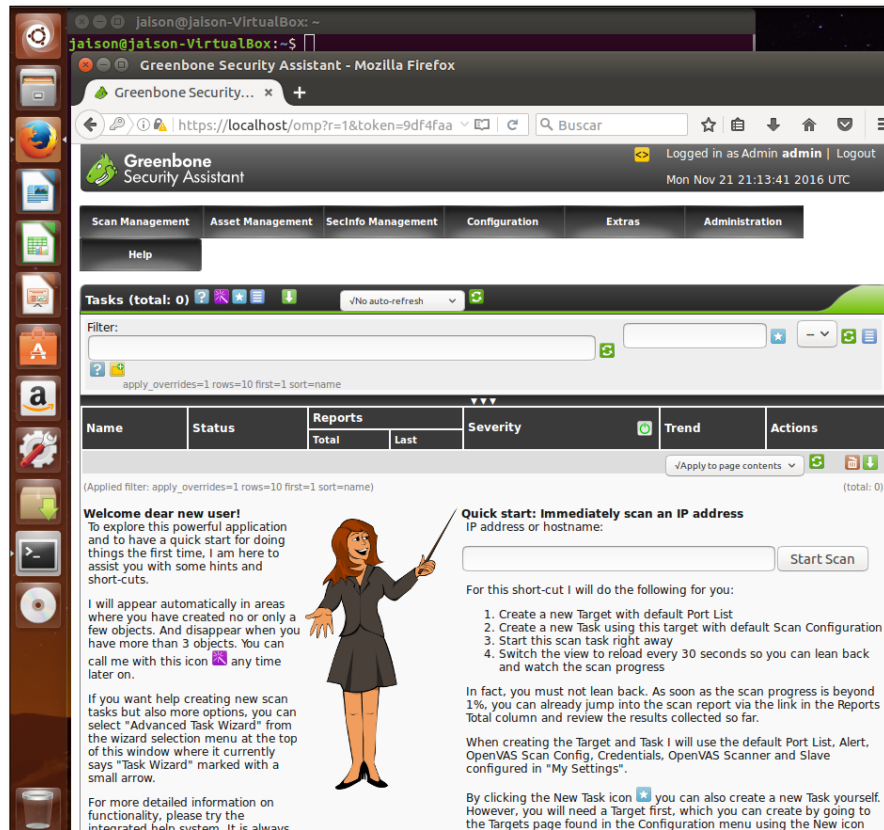 jaison@jaison-VirtualBox: ~
jaison@jaison-VirtualBox:~$
Greenbone Security Assistant - Mozilla Firefox
Greenbone Security…
https://localhost/omp?r=1&token=9df4faa
Buscar
Greenbone
Security Assistant
Logged in as Admin admin | Logout
Mon Nov 21 21:13:41 2016 UTC
Scan Management Asset Management SecInfo Management Configuration Extras Administration
Help
Tasks (total: 0)
√No auto-refresh
Filter:
--
apply_overrides=1 rows=10 first=1 sort=name
Name Status Reports Severity Trend Actions
Total Last
√Apply to page contents
(Applied filter: apply_overrides=1 rows=10 first=1 sort=name)
(total: 0)
Welcome dear new user!
To explore this powerful application
and to have a quick start for doing
things the first time, I am here to
assist you with some hints and
short-cuts.
I will appear automatically in areas
where you have created no or only a
few objects. And disappear when you
have more than 3 objects. You can
call me with this icon any time
later on.
If you want help creating new scan
tasks but also more options, you can
select "Advanced Task Wizard" from
the wizard selection menu at the top
of this window where it currently
says "Task Wizard" marked with a
small arrow.
For more detailed information on
functionality, please try the
integrated help system. It is always
Quick start: Immediately scan an IP address
IP address or hostname:
Start Scan
For this short-cut I will do the following for you:
1. Create a new Target with default Port List
2. Create a new Task using this target with default Scan Configuration
3. Start this scan task right away
4. Switch the view to reload every 30 seconds so you can lean back
and watch the scan progress
In fact, you must not lean back. As soon as the scan progress is beyond
1%, you can already jump into the scan report via the link in the Reports
Total column and review the results collected so far.
When creating the Target and Task I will use the default Port List, Alert,
OpenVAS Scan Config, Credentials, OpenVAS Scanner and Slave
configured in "My Settings".
By clicking the New Task icon you can also create a new Task yourself.
However, you will need a Target first, which you can create by going to
the Targets page found in the Configuration menu using the New icon